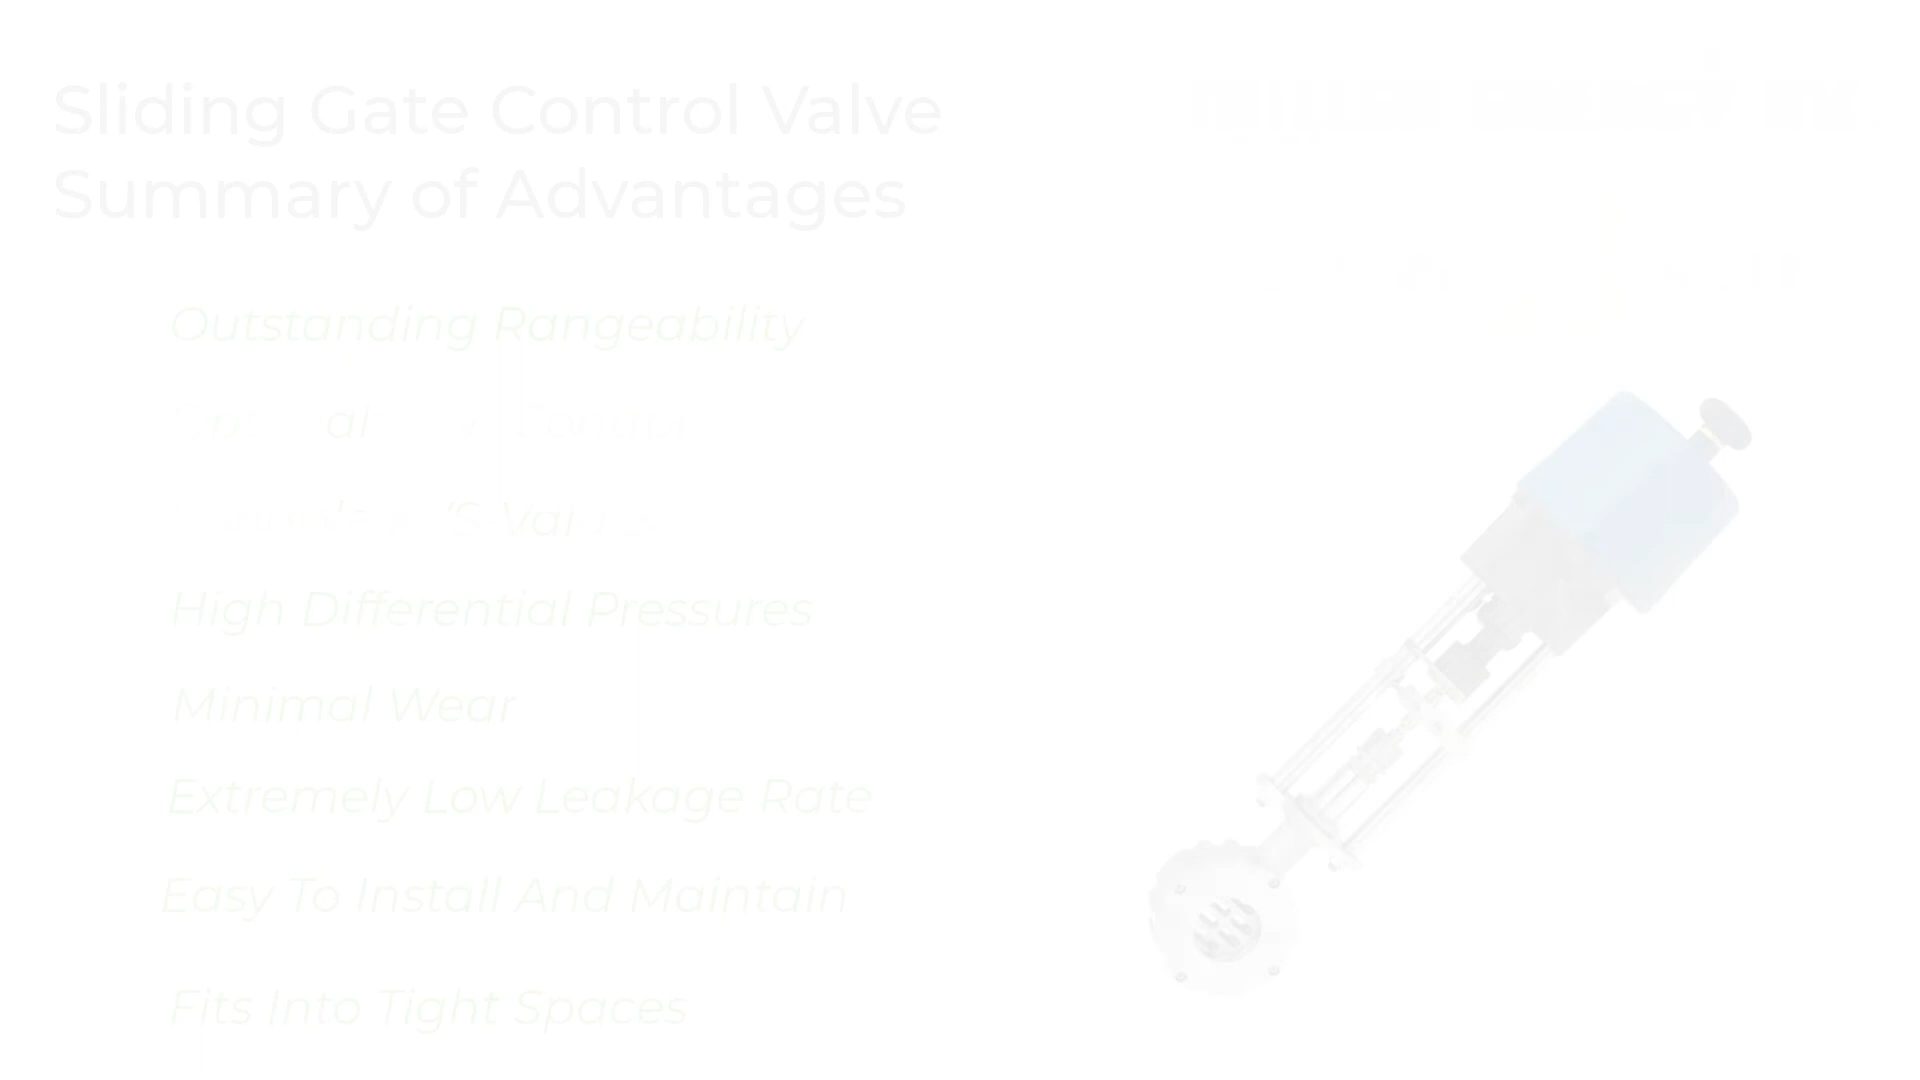 Sliding Gate Control Valve
Summary of Advantages
Outstanding Rangeability
High Differential Pressures
Minimal Wear
Extremely Low Leakage Rate
Easy To Install And Maintain
Fits Into Tight Spaces